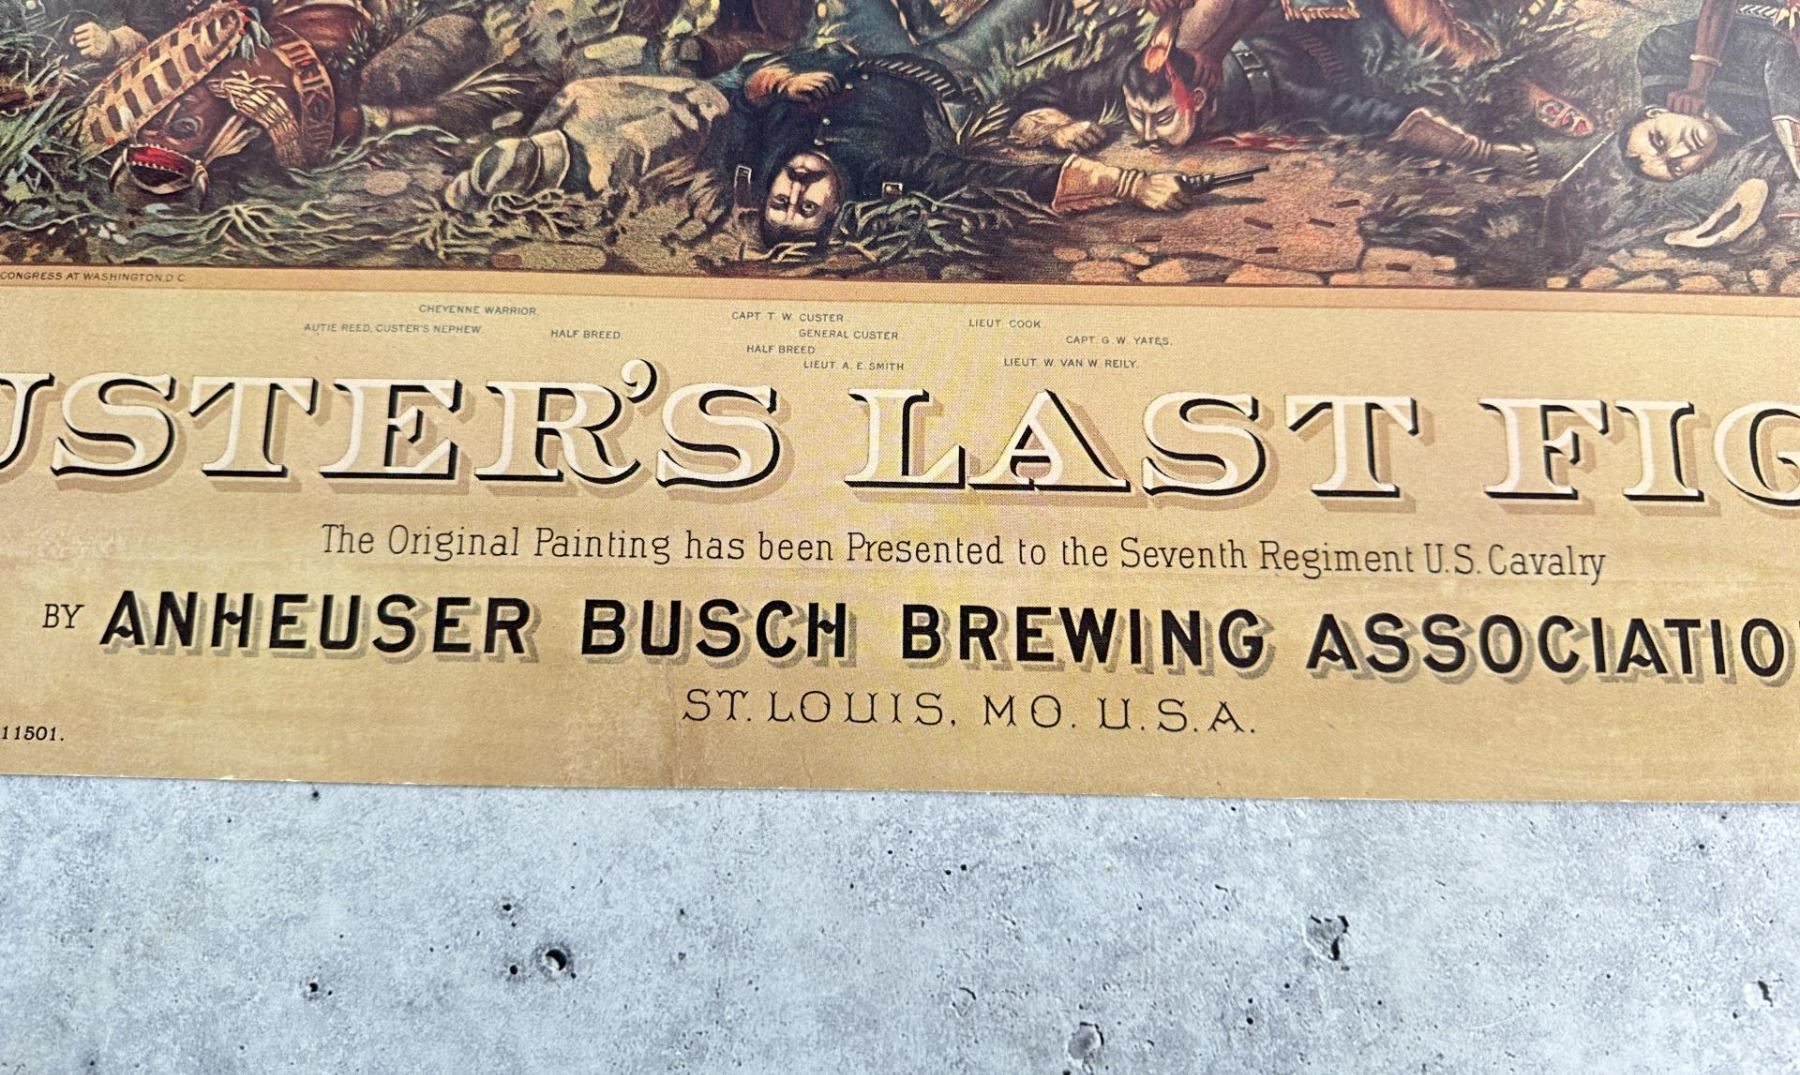 CONGRESS AT WASHINGTON.D.C.
CHEYENNE WARRIOR.
AUTIE REED, CUSTER'S NEPHEW.
HALF BREED.
CAPT. T. W. CUSTER.
GENERAL CUSTER
HALF BREED
LIEUT. A. E. SMITH
LIEUT. COOK
CAPT. G. W. YATES.
LIEUT. W. VAN W. REILY.
USTER'S LAST FIG
The Original Painting has been Presented to the Seventh Regiment U.S. Cavalry
BY ANHEUSER BUSCH BREWING ASSOCIATIO
ST. LOUIS, MO. U.S.A.
11501.